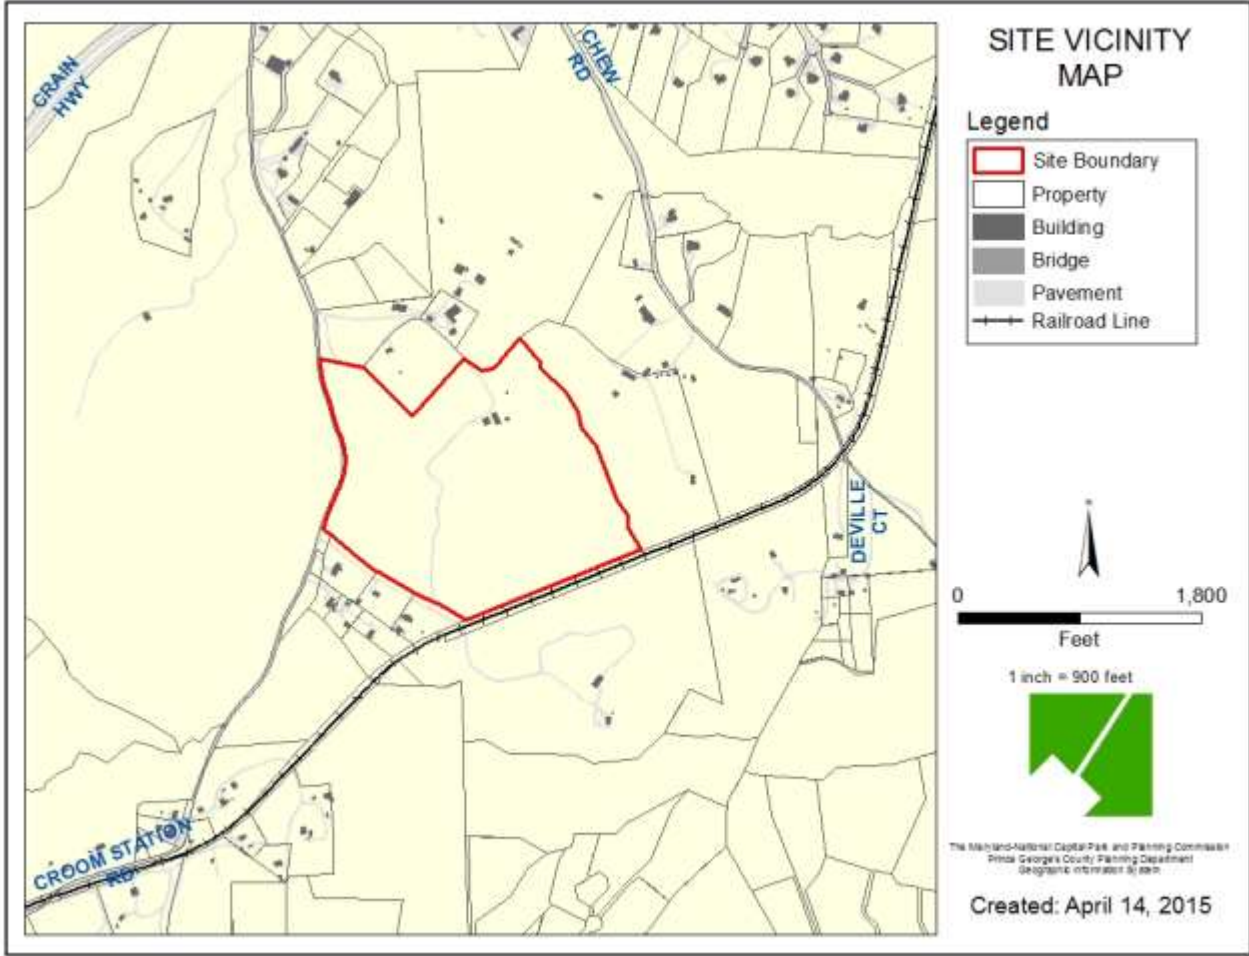 CRAIN
HWY
CHEW
RD
DEVILLE
CT
CROOM STATION
RD
SITE VICINITY
MAP
Legend
Site Boundary
Property
Building
Bridge
Pavement
Railroad Line
0 1,800
Feet
1 inch = 900 feet
The Maryland-National Capital Park and Planning Commission
Prince George's County Planning Department
Geographic Information System
Created: April 14, 2015